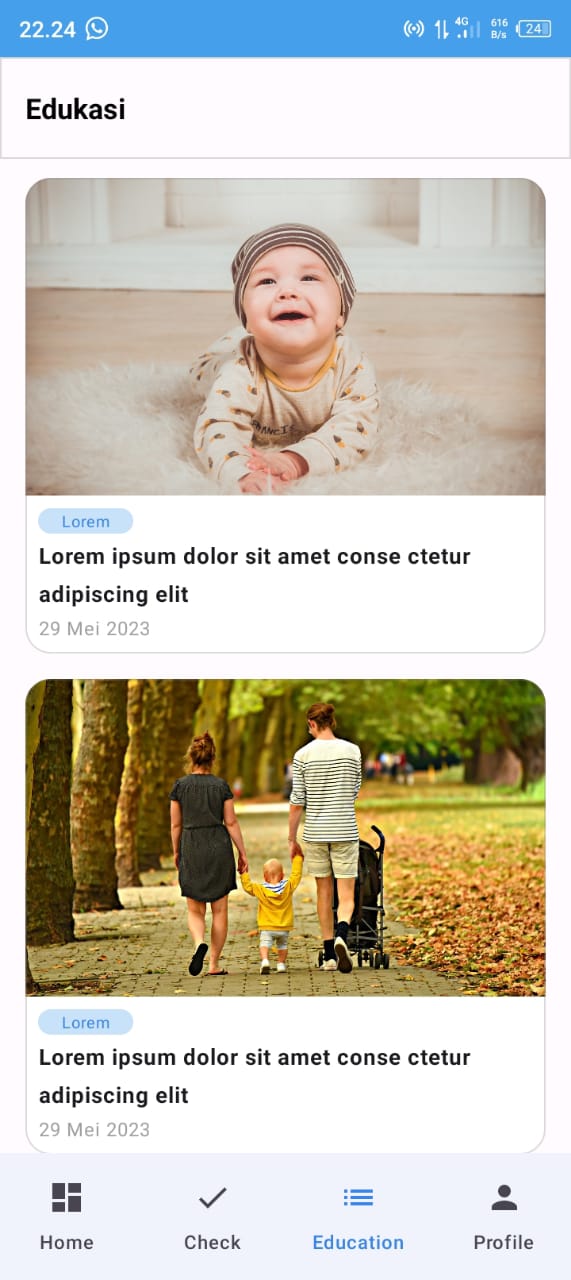 22.24
4G
616
B/s
24
Edukasi
Lorem
Lorem ipsum dolor sit amet conse ctetur
adipiscing elit
29 Mei 2023
Lorem
Lorem ipsum dolor sit amet conse ctetur
adipiscing elit
29 Mei 2023
Home
Check
Education
Profile